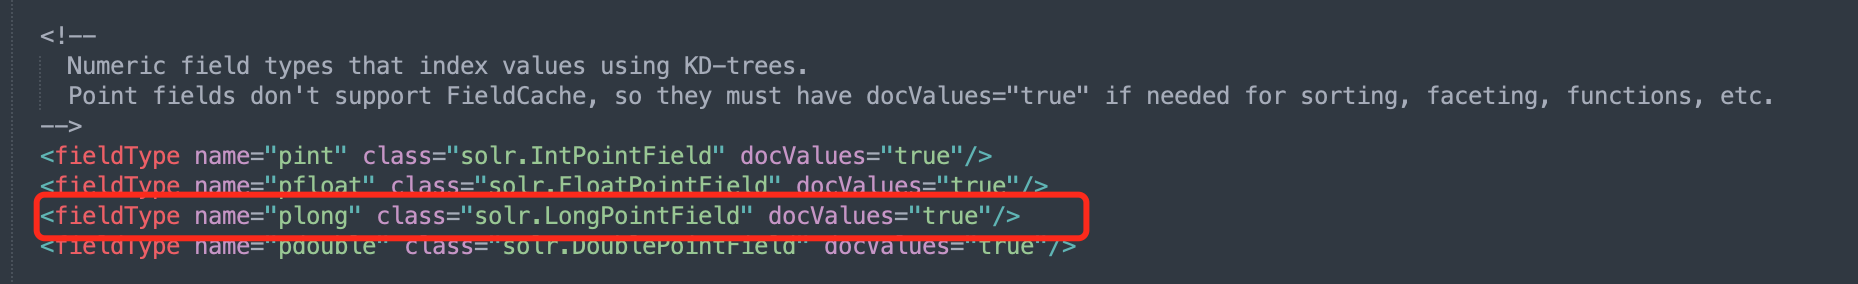 <!--
Numeric field types that index values using KD-trees.
Point fields don't support FieldCache, so they must have docValues="true" if needed for sorting, faceting, functions, etc.
-->
<fieldType name="pint" class="solr.IntPointField" docValues="true"/>
<fieldType name="pfloat" class="solr.FloatPointField" docValues="true"/>
<fieldType name="plong" class="solr.LongPointField" docValues="true"/>
<fieldType name="pdouble" class="solr.DoublePointField" docValues="true"/>